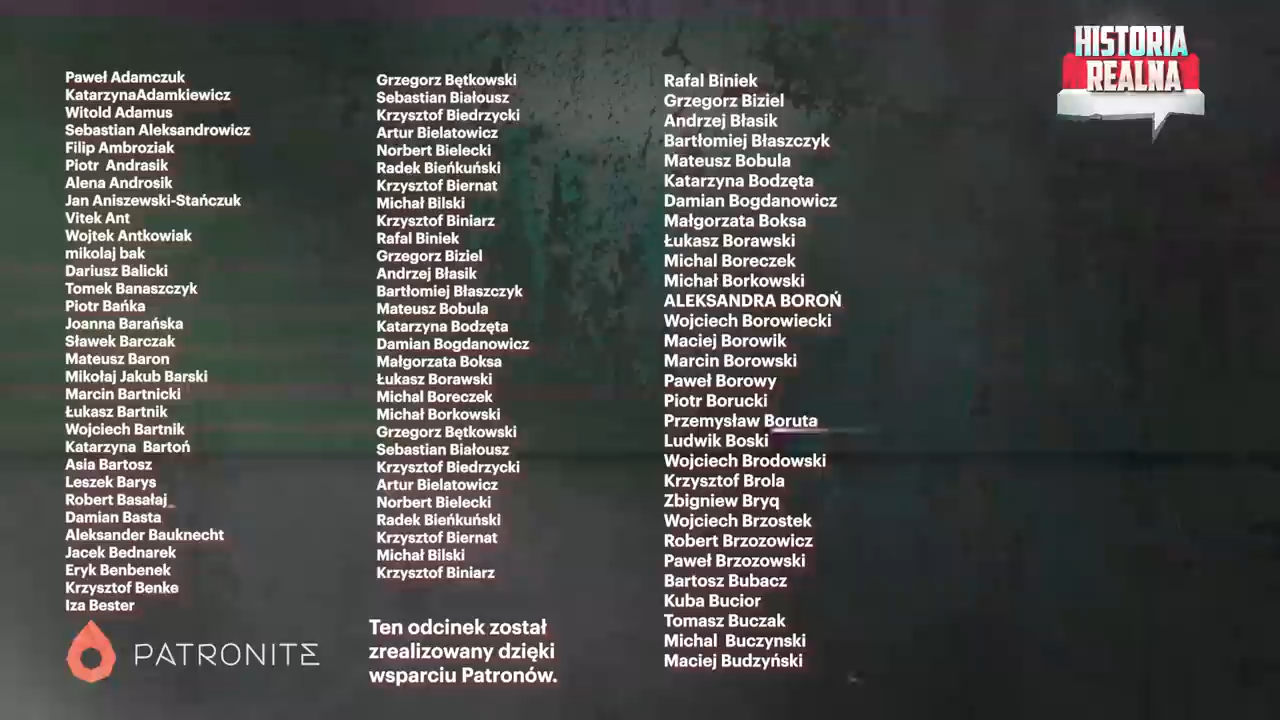 Paweł Adamczuk
KatarzynaAdamkiewicz
Witold Adamus
Sebastian Aleksandrowicz
Filip Ambroziak
Piotr  Andrasik
Alena Androsik
Jan Aniszewski-Stańczuk
Vitek Ant
Wojtek Antkowiak
mikolaj bak
Dariusz Balicki
Tomek Banaszczyk
Piotr Bańka
Joanna Barańska
Sławek Barczak
Mateusz Baron
Mikołaj Jakub Barski
Marcin Bartnicki
Łukasz Bartnik
Wojciech Bartnik
Katarzyna  Bartoń
Asia Bartosz
Leszek Barys
Robert Basałaj
Damian Basta
Aleksander Bauknecht
Jacek Bednarek
Eryk Benbenek
Krzysztof Benke
Iza Bester
PATRONITE
Grzegorz Bętkowski
Sebastian Białousz
Krzysztof Biedrzycki
Artur Bielatowicz
Norbert Bielecki
Radek Bieńkuński
Krzysztof Biernat
Michał Bilski
Krzysztof Biniarz
Rafal Biniek
Grzegorz Biziel
Andrzej Błasik
Bartłomiej Błaszczyk
Mateusz Bobula
Katarzyna Bodzęta
Damian Bogdanowicz
Małgorzata Boksa
Łukasz Borawski
Michal Boreczek
Michał Borkowski
Grzegorz Bętkowski
Sebastian Białousz
Krzysztof Biedrzycki
Artur Bielatowicz
Norbert Bielecki
Radek Bieńkuński
Krzysztof Biernat
Michał Bilski
Krzysztof Biniarz
Ten odcinek został
zrealizowany dzięki
wsparciu Patronów.
Rafal Biniek
Grzegorz Biziel
Andrzej Błasik
Bartłomiej Błaszczyk
Mateusz Bobula
Katarzyna Bodzęta
Damian Bogdanowicz
Małgorzata Boksa
Łukasz Borawski
Michal Boreczek
Michał Borkowski
ALEKSANDRA BOROŃ
Wojciech Borowiecki
Maciej Borowik
Marcin Borowski
Paweł Borowy
Piotr Borucki
Przemysław Boruta
Ludwik Boski
Wojciech Brodowski
Krzysztof Brola
Zbigniew Bryq
Wojciech Brzostek
Robert Brzozowicz
Paweł Brzozowski
Bartosz Bubacz
Kuba Bucior
Tomasz Buczak
Michal  Buczynski
Maciej Budzyński
HISTORIA
REALNA